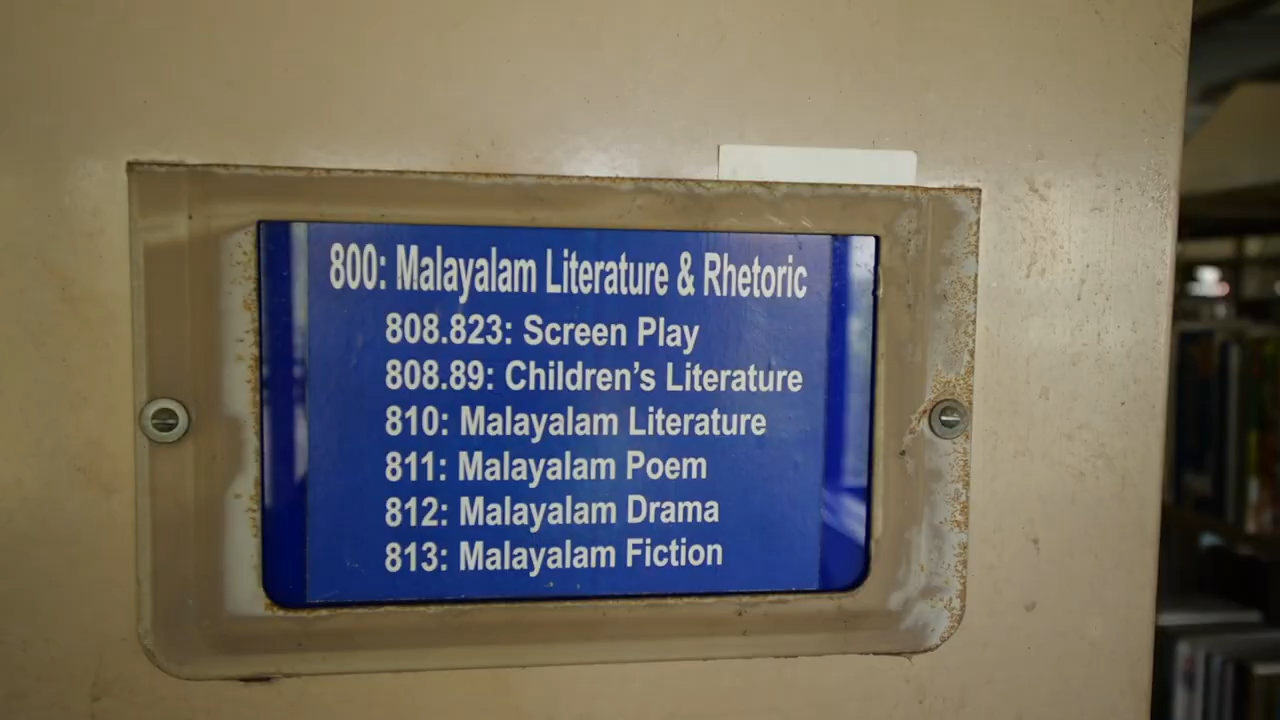 800: Malayalam Literature & Rhetoric
808.823: Screen Play
808.89: Children’s Literature
810: Malayalam Literature
811: Malayalam Poem
812: Malayalam Drama
813: Malayalam Fiction